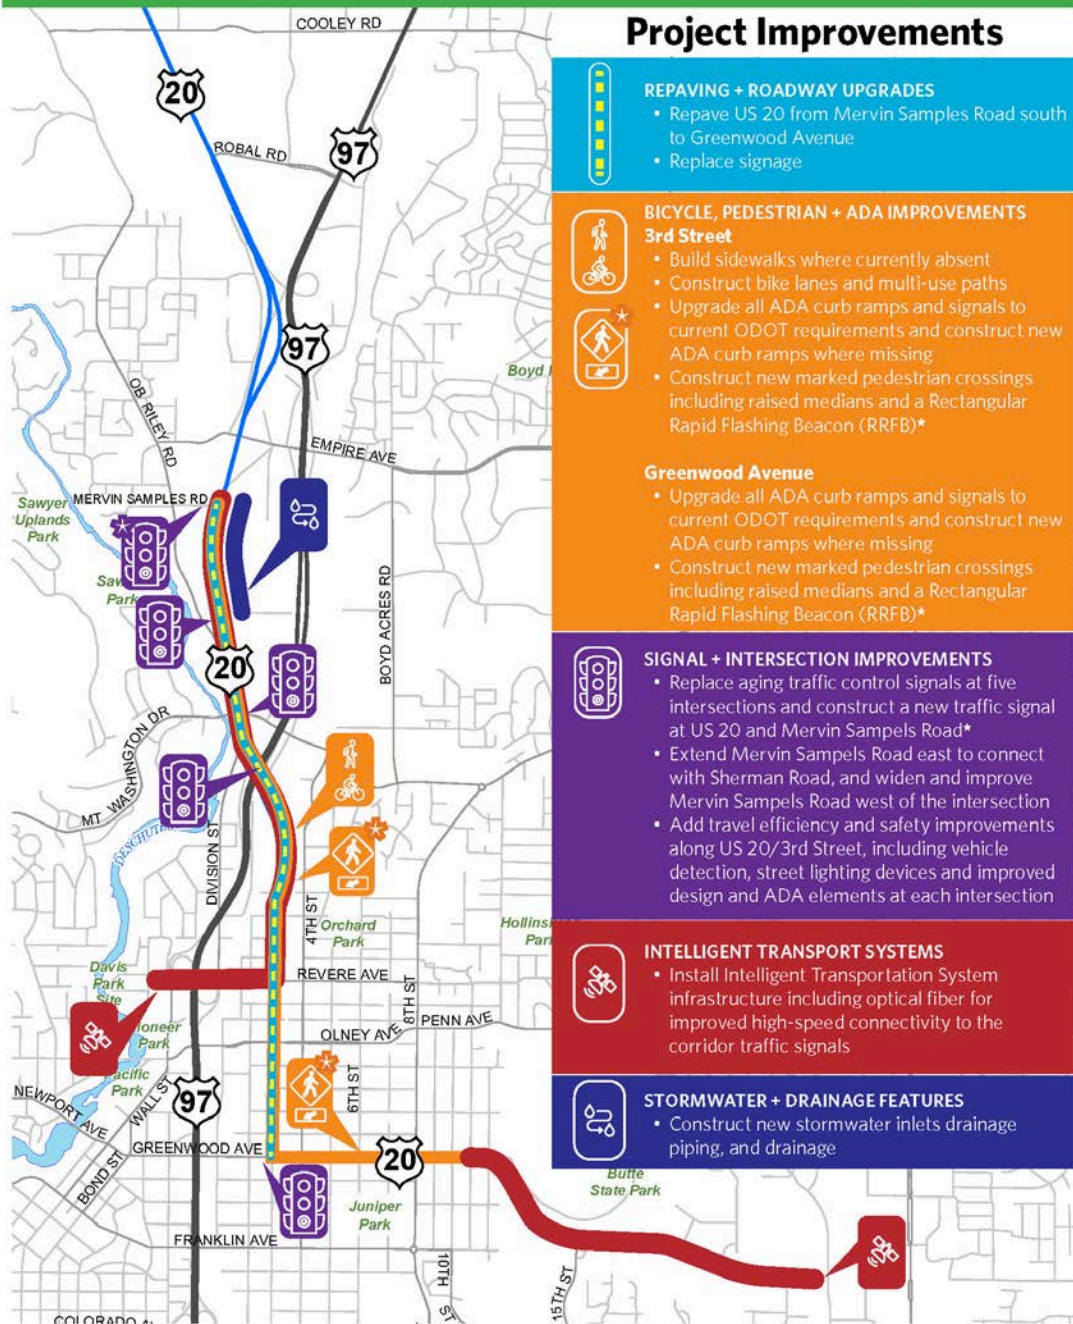 Project Improvements
REPAVING + ROADWAY UPGRADES
• Repave US 20 from Mervin Samples Road south
to Greenwood Avenue
• Replace signage
BICYCLE, PEDESTRIAN + ADA IMPROVEMENTS
3rd Street
• Build sidewalks where currently absent
• Construct bike lanes and multi-use paths
• Upgrade all ADA curb ramps and signals to
current ODOT requirements and construct new
ADA curb ramps where missing
• Construct new marked pedestrian crossings
including raised medians and a Rectangular
Rapid Flashing Beacon (RRFB)*
Greenwood Avenue
• Upgrade all ADA curb ramps and signals to
current ODOT requirements and construct new
ADA curb ramps where missing
• Construct new marked pedestrian crossings
including raised medians and a Rectangular
Rapid Flashing Beacon (RRFB)*
SIGNAL + INTERSECTION IMPROVEMENTS
• Replace aging traffic control signals at five
intersections and construct a new traffic signal
at US 20 and Mervin Sampels Road*
• Extend Mervin Sampels Road east to connect
with Sherman Road, and widen and improve
Mervin Sampels Road west of the intersection
• Add travel efficiency and safety improvements
along US 20/3rd Street, including vehicle
detection, street lighting devices and improved
design and ADA elements at each intersection
INTELLIGENT TRANSPORT SYSTEMS
• Install Intelligent Transportation System
infrastructure including optical fiber for
improved high-speed connectivity to the
corridor traffic signals
STORMWATER + DRAINAGE FEATURES
• Construct new stormwater inlets drainage
piping, and drainage
COOLEY RD
20
97
ROBAL RD
97
Boyd
OB RILEY RD
EMPIRE AVE
MERVIN SAMPLES RD
Sawyer
Uplands
Park
Saw
Park
BOYD ACRES RD
20
MT WASHINGTON DR
DESCHUTES
DIVISION ST
4TH ST
Orchard
Park
Hollins
Par
REVERE AVE
Davis
Park
Site
8TH ST
PENN AVE
OLNEY AVE
ioneer
Park
acific
Park
6TH ST
NEWPORT AVE
WALL ST
97
GREENWOOD AVE
20
BOND ST
Butte
State Park
Juniper
Park
FRANKLIN AVE
10TH ST
15TH ST
COLORADO A